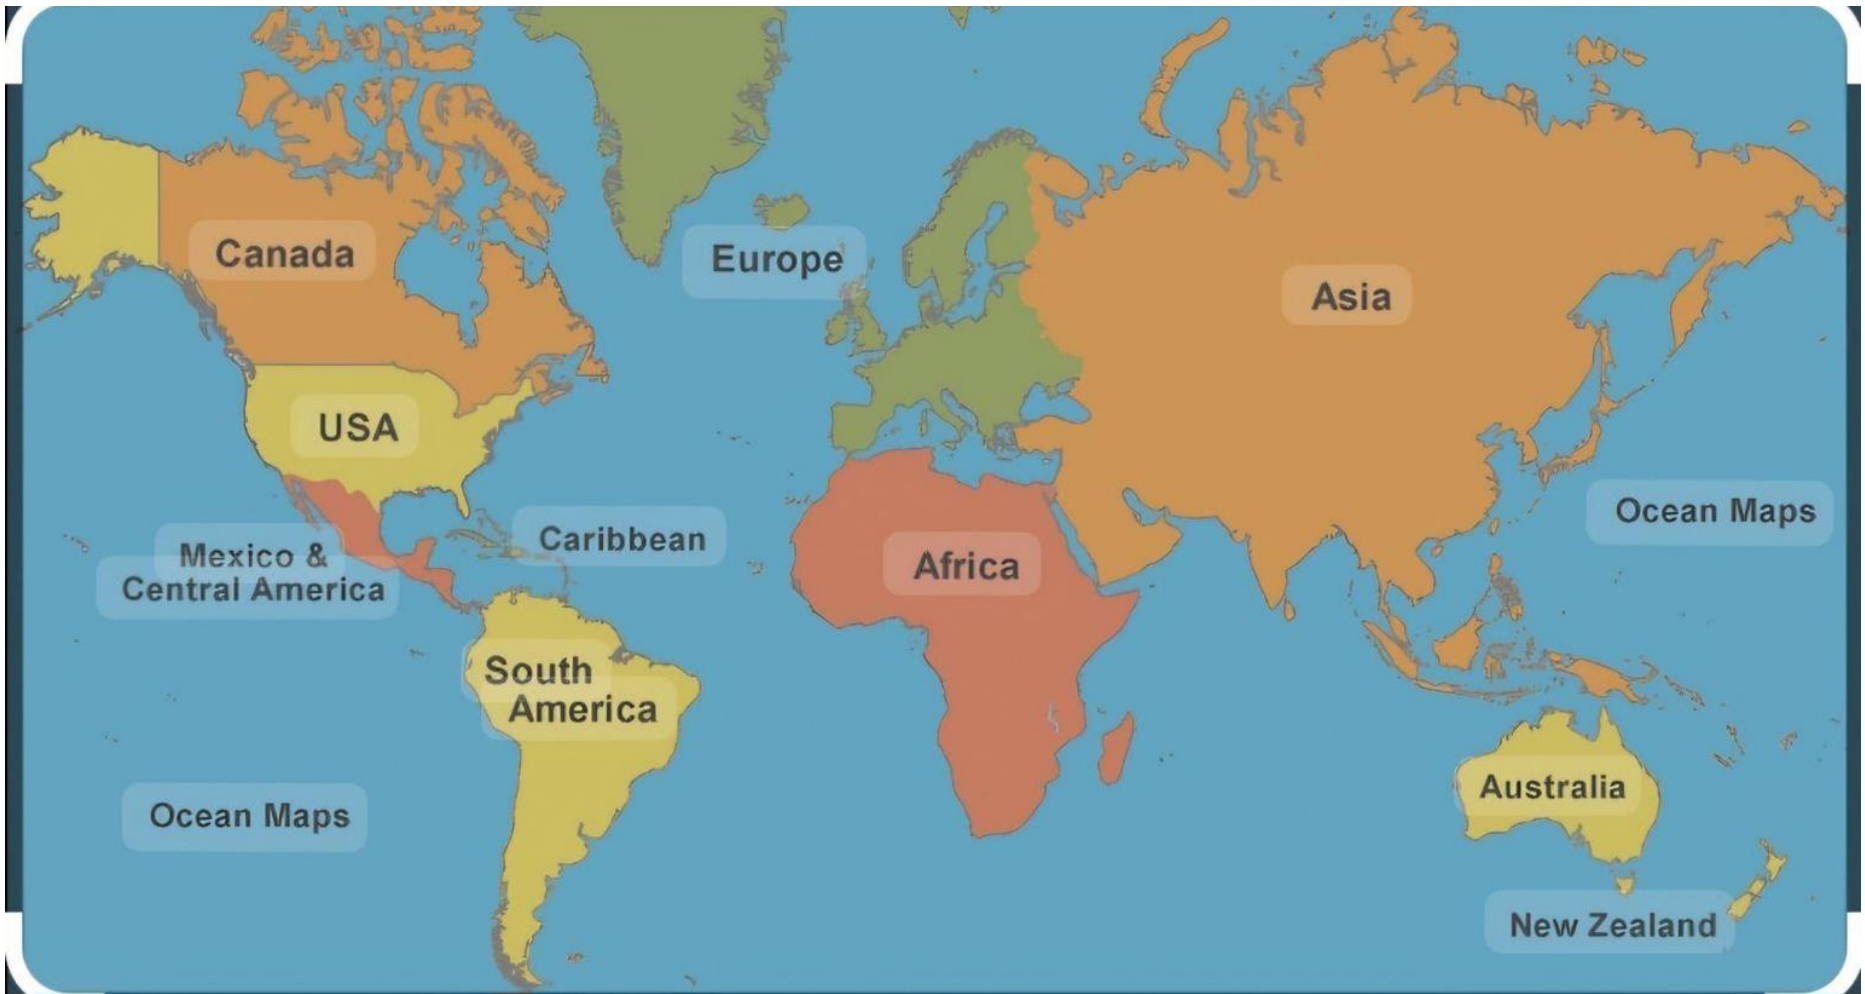 Canada
Europe
Asia
USA
Ocean Maps
Caribbean
Mexico &
Central America
Africa
South
America
Australia
Ocean Maps
New Zealand